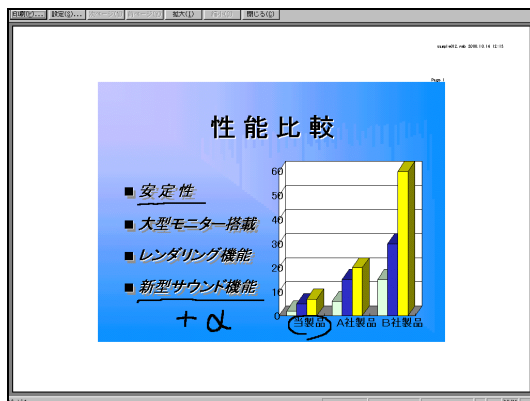 印刷(P)... 設定(S)... 拡大(I) 閉じる(C)
Page 1
性能比較
■ 安定性
■ 大型モニター搭載
■ レンダリング機能
■ 新型サウンド機能
+ α
60
50
40
30
20
10
0
当製品 A社製品 B社製品